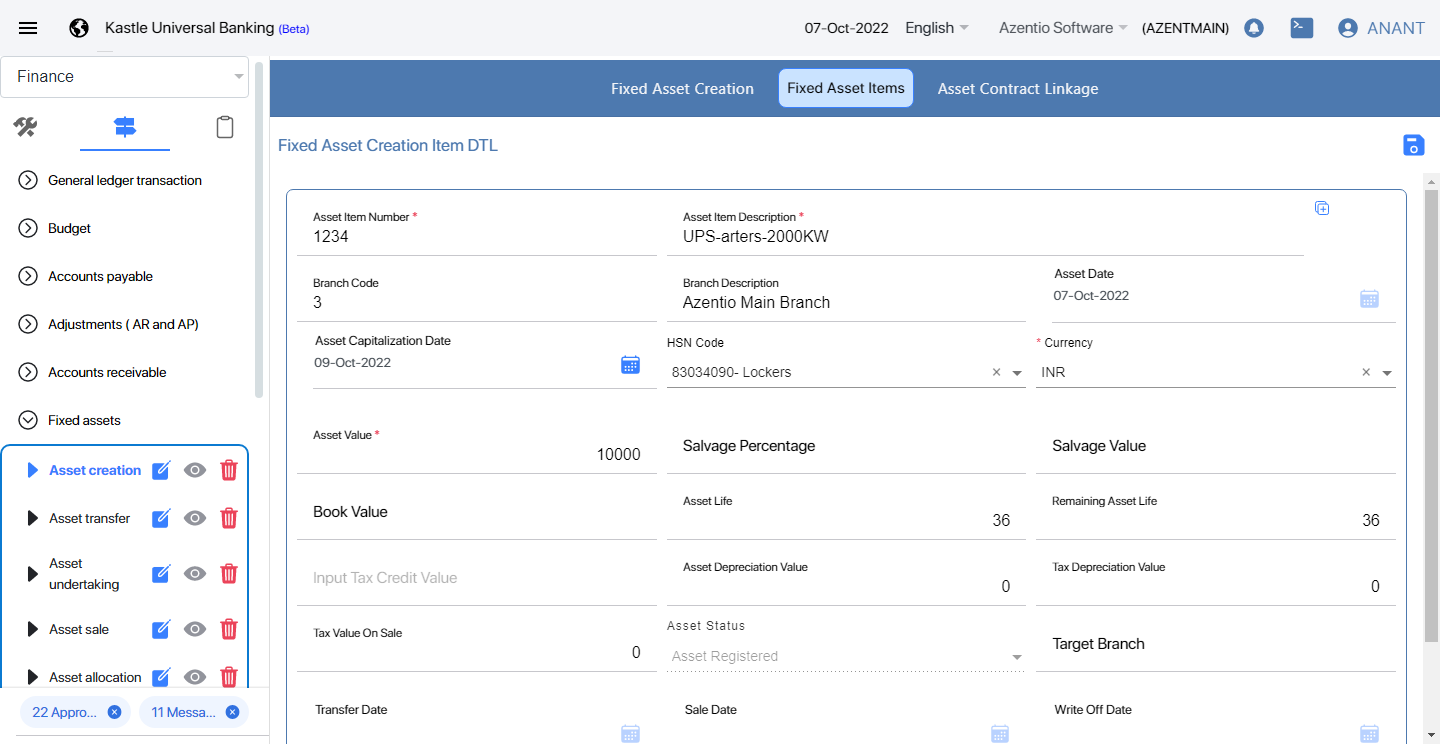 Kastle Universal Banking (Beta)
07-Oct-2022
English
Azentio Software
(AZENTMAIN)
ANANT
Finance
General ledger transaction
Budget
Accounts payable
Adjustments ( AR and AP)
Accounts receivable
Fixed assets
Asset creation
Asset transfer
Asset
undertaking
Asset sale
Asset allocation
22 Appro...
11 Messa...
Fixed Asset Creation
Fixed Asset Items
Asset Contract Linkage
Fixed Asset Creation Item DTL
Asset Item Number *
1234
Asset Item Description *
UPS-arters-2000KW
Branch Code
3
Branch Description
Azentio Main Branch
Asset Date
07-Oct-2022
Asset Capitalization Date
09-Oct-2022
HSN Code
83034090- Lockers
* Currency
INR
Asset Value *
10000
Salvage Percentage
Salvage Value
Book Value
Asset Life
36
Remaining Asset Life
36
Input Tax Credit Value
Asset Depreciation Value
0
Tax Depreciation Value
0
Tax Value On Sale
0
Asset Status
Asset Registered
Target Branch
Transfer Date
Sale Date
Write Off Date